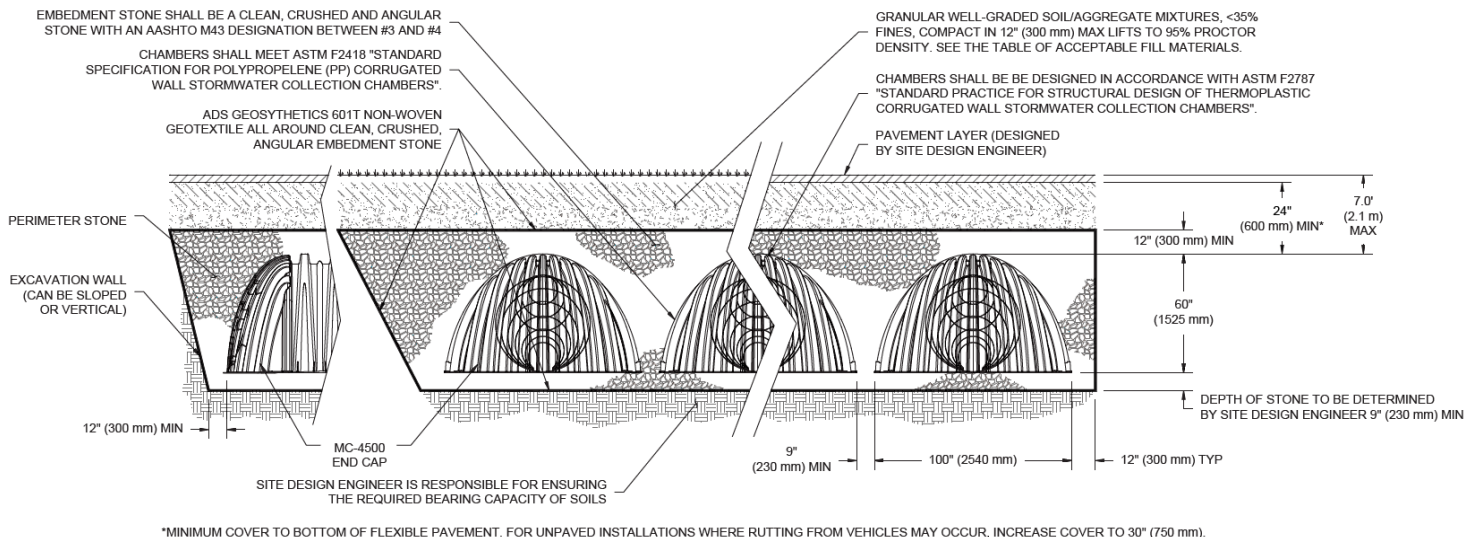 EMBEDMENT STONE SHALL BE A CLEAN, CRUSHED AND ANGULAR
STONE WITH AN AASHTO M43 DESIGNATION BETWEEN #3 AND #4
CHAMBERS SHALL MEET ASTM F2418 "STANDARD
SPECIFICATION FOR POLYPROPELENE (PP) CORRUGATED
WALL STORMWATER COLLECTION CHAMBERS".
ADS GEOSYTHETICS 601T NON-WOVEN
GEOTEXTILE ALL AROUND CLEAN, CRUSHED,
ANGULAR EMBEDMENT STONE
GRANULAR WELL-GRADED SOIL/AGGREGATE MIXTURES, <35%
FINES, COMPACT IN 12" (300 mm) MAX LIFTS TO 95% PROCTOR
DENSITY. SEE THE TABLE OF ACCEPTABLE FILL MATERIALS.
CHAMBERS SHALL BE BE DESIGNED IN ACCORDANCE WITH ASTM F2787
"STANDARD PRACTICE FOR STRUCTURAL DESIGN OF THERMOPLASTIC
CORRUGATED WALL STORMWATER COLLECTION CHAMBERS".
PAVEMENT LAYER (DESIGNED
BY SITE DESIGN ENGINEER)
PERIMETER STONE
EXCAVATION WALL
(CAN BE SLOPED
OR VERTICAL)
24"
(600 mm) MIN*
7.0'
(2.1 m)
MAX
12" (300 mm) MIN
60"
(1525 mm)
DEPTH OF STONE TO BE DETERMINED
BY SITE DESIGN ENGINEER 9" (230 mm) MIN
12" (300 mm) MIN
MC-4500
END CAP
9"
(230 mm) MIN
100" (2540 mm)
12" (300 mm) TYP
SITE DESIGN ENGINEER IS RESPONSIBLE FOR ENSURING
THE REQUIRED BEARING CAPACITY OF SOILS
*MINIMUM COVER TO BOTTOM OF FLEXIBLE PAVEMENT. FOR UNPAVED INSTALLATIONS WHERE RUTTING FROM VEHICLES MAY OCCUR, INCREASE COVER TO 30" (750 mm).